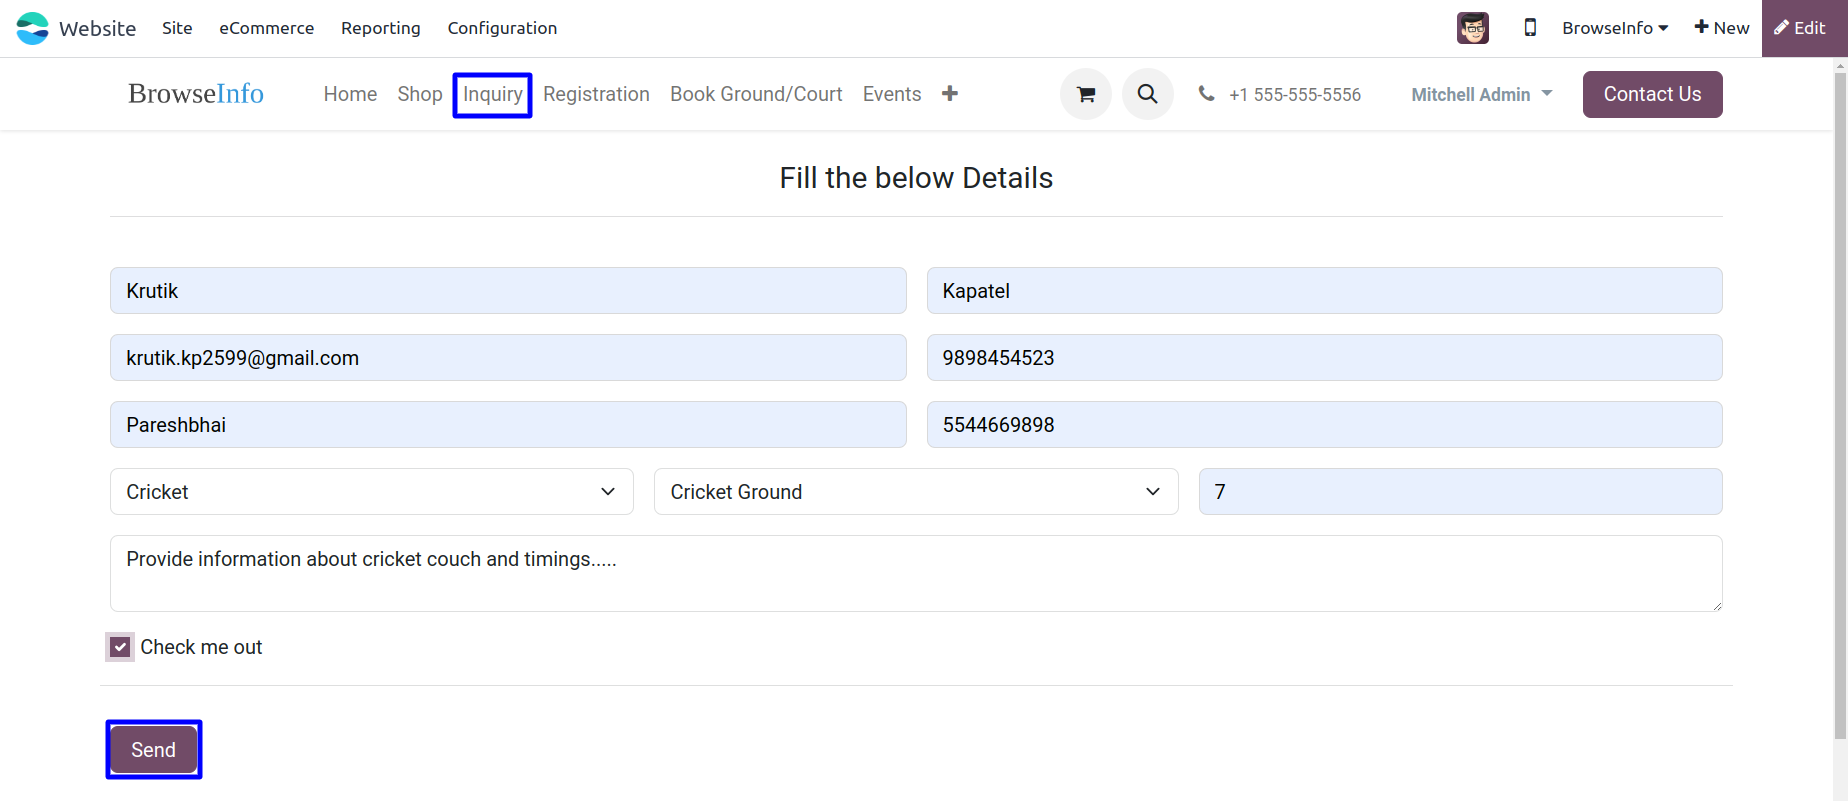 Website Site eCommerce Reporting Configuration BrowseInfo New Edit
BrowseInfo Home Shop Inquiry Registration Book Ground/Court Events +1 555-555-5556 Mitchell Admin Contact Us
Fill the below Details
Krutik Kapatel
krutik.kp2599@gmail.com 9898454523
Pareshbhai 5544669898
Cricket Cricket Ground 7
Provide information about cricket couch and timings.....
Check me out
Send